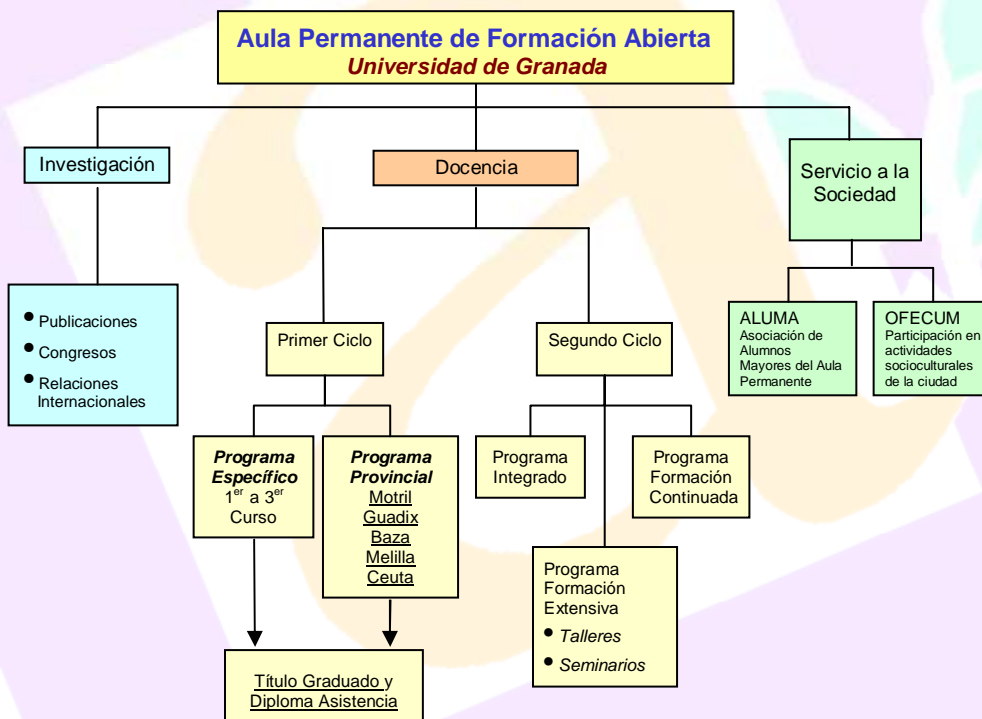 Aula Permanente de Formación Abierta
Universidad de Granada
Investigación
Docencia
Servicio a la
Sociedad
• Publicaciones
• Congresos
• Relaciones
Internacionales
Primer Ciclo
Segundo Ciclo
ALUMA
Asociación de
Alumnos
Mayores del Aula
Permanente
OFECUM
Participación en
actividades
socioculturales
de la ciudad
Programa
Específico
1er a 3er
Curso
Programa
Provincial
Motril
Guadix
Baza
Melilla
Ceuta
Programa
Integrado
Programa
Formación
Continuada
Programa
Formación
Extensiva
• Talleres
• Seminarios
Título Graduado y
Diploma Asistencia